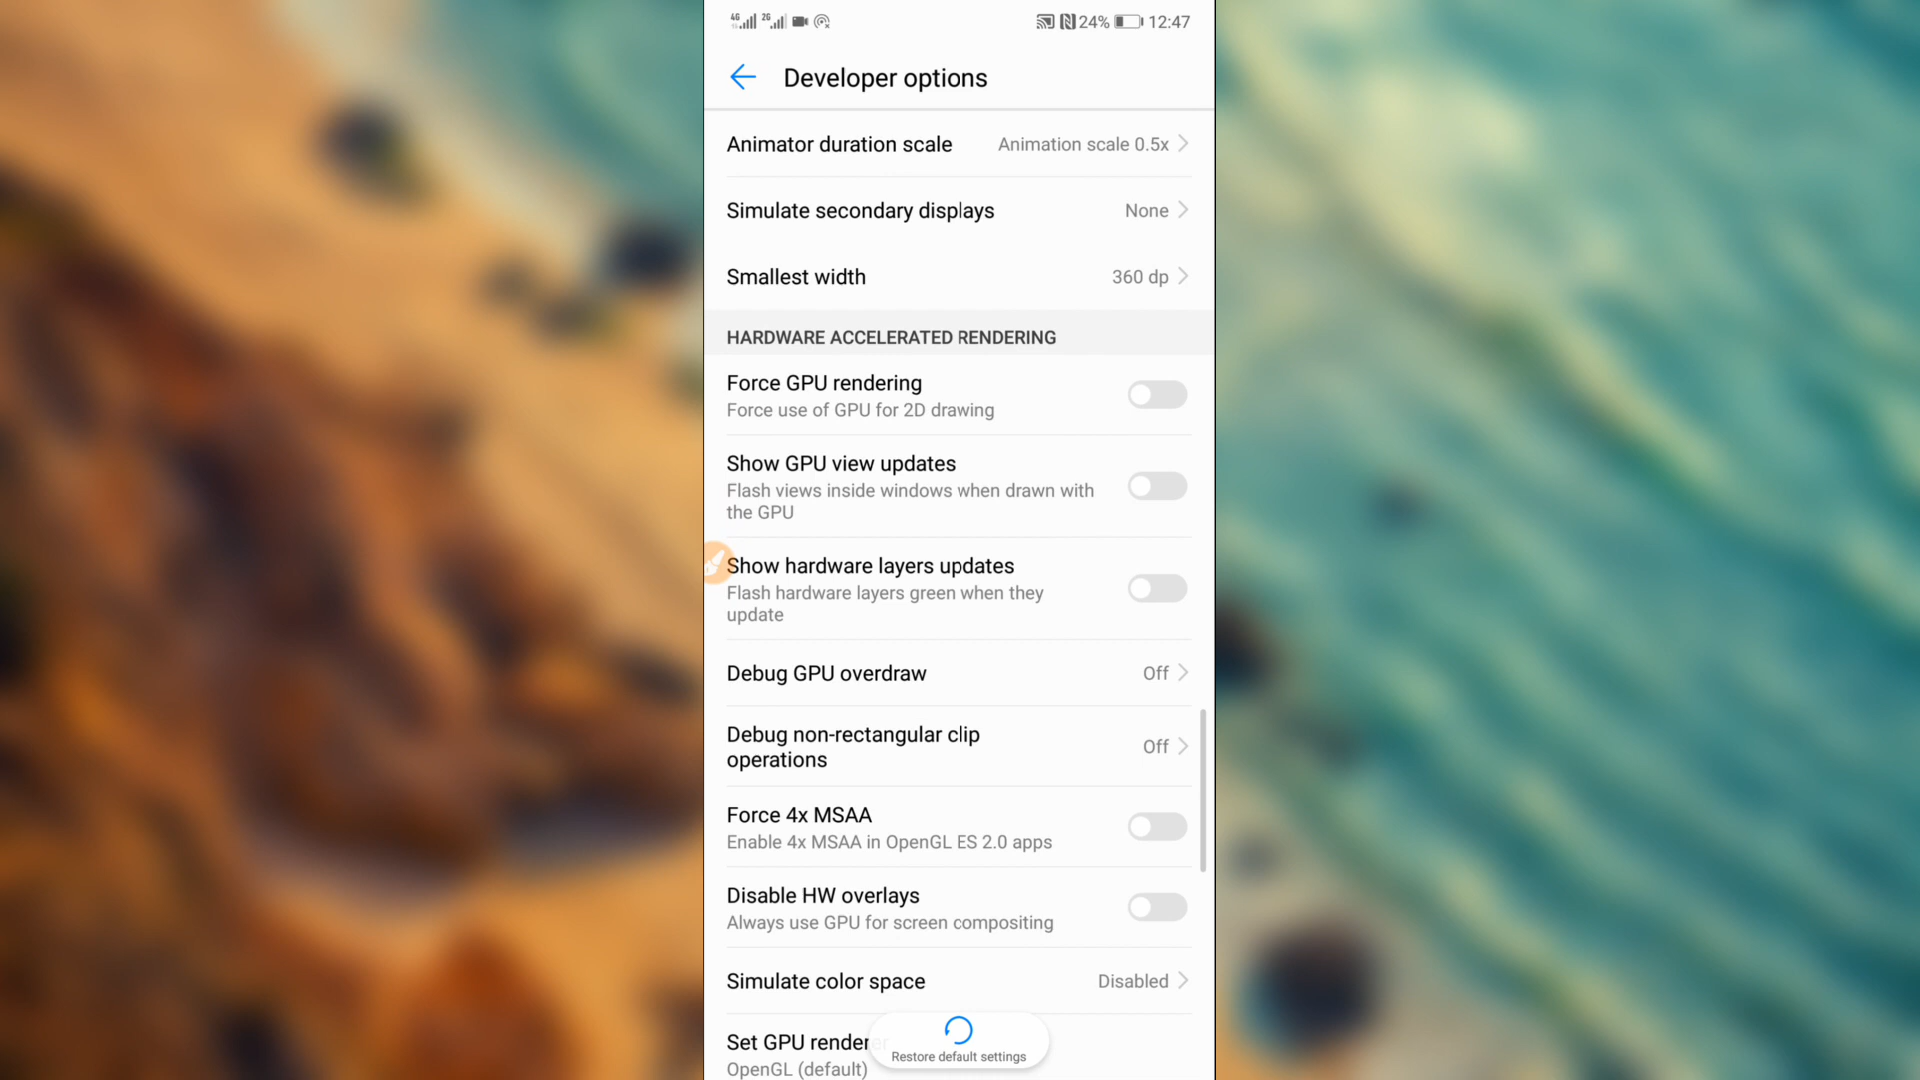 4G 2G 24% 12:47
Developer options
Animator duration scale Animation scale 0.5x
Simulate secondary displays None
Smallest width 360 dp
HARDWARE ACCELERATED RENDERING
Force GPU rendering
Force use of GPU for 2D drawing
Show GPU view updates
Flash views inside windows when drawn with
the GPU
Show hardware layers updates
Flash hardware layers green when they
update
Debug GPU overdraw Off
Debug non-rectangular clip
operations Off
Force 4x MSAA
Enable 4x MSAA in OpenGL ES 2.0 apps
Disable HW overlays
Always use GPU for screen compositing
Simulate color space Disabled
Set GPU renderer
Restore default settings
OpenGL (default)